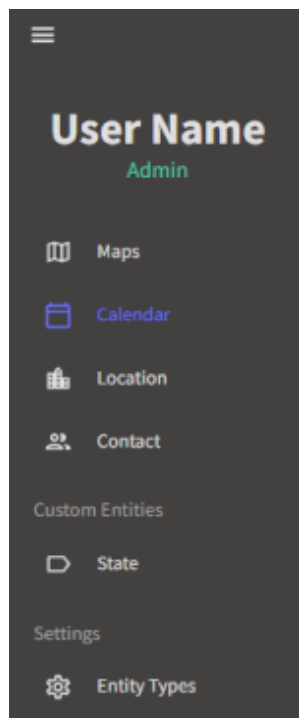 User Name
Admin
Maps
Calendar
Location
Contact
Custom Entities
State
Settings
Entity Types